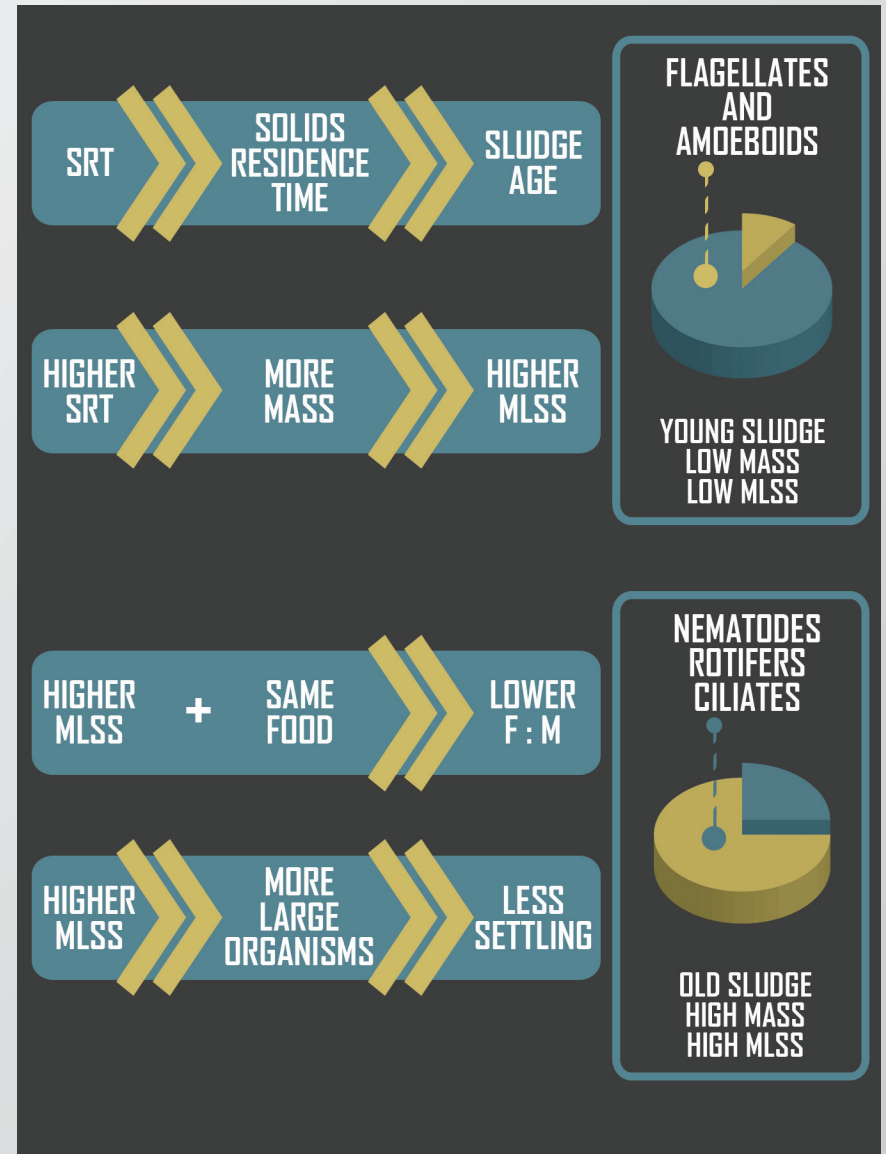 SRT
SOLIDS
RESIDENCE
TIME
SLUDGE
AGE
HIGHER
SRT
MORE
MASS
HIGHER
MLSS
FLAGELLATES
AND
AMOEBOIDS
YOUNG SLUDGE
LOW MASS
LOW MLSS
HIGHER
MLSS
+
SAME
FOOD
LOWER
F : M
HIGHER
MLSS
MORE
LARGE
ORGANISMS
LESS
SETTLING
NEMATODES
ROTIFERS
CILIATES
OLD SLUDGE
HIGH MASS
HIGH MLSS